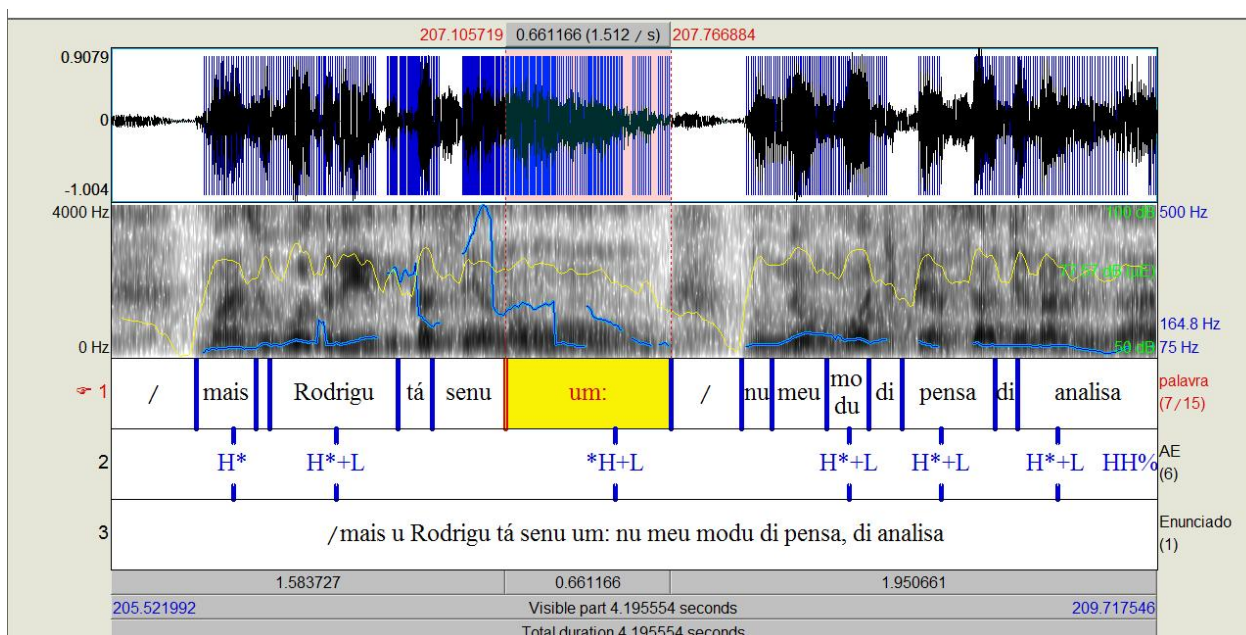 207.105719 0.661166 (1.512 / s) 207.766884
0.9079
0
-1.004
4000 Hz 100 dB 500 Hz
164.8 Hz
0 Hz 50 dB 75 Hz
1 / mais Rodrigu tá senu um: / nu meu mo du di pensa di analisa palavra (7/15)
2 H* H*+L *H+L H*+L H*+L H*+L HH% AE (6)
3 /mais u Rodrigu tá senu um: nu meu modu di pensa, di analisa Enunciado (1)
1.583727 0.661166 1.950661
205.521992 Visible part 4.195554 seconds 209.717546
Total duration 4.195554 seconds